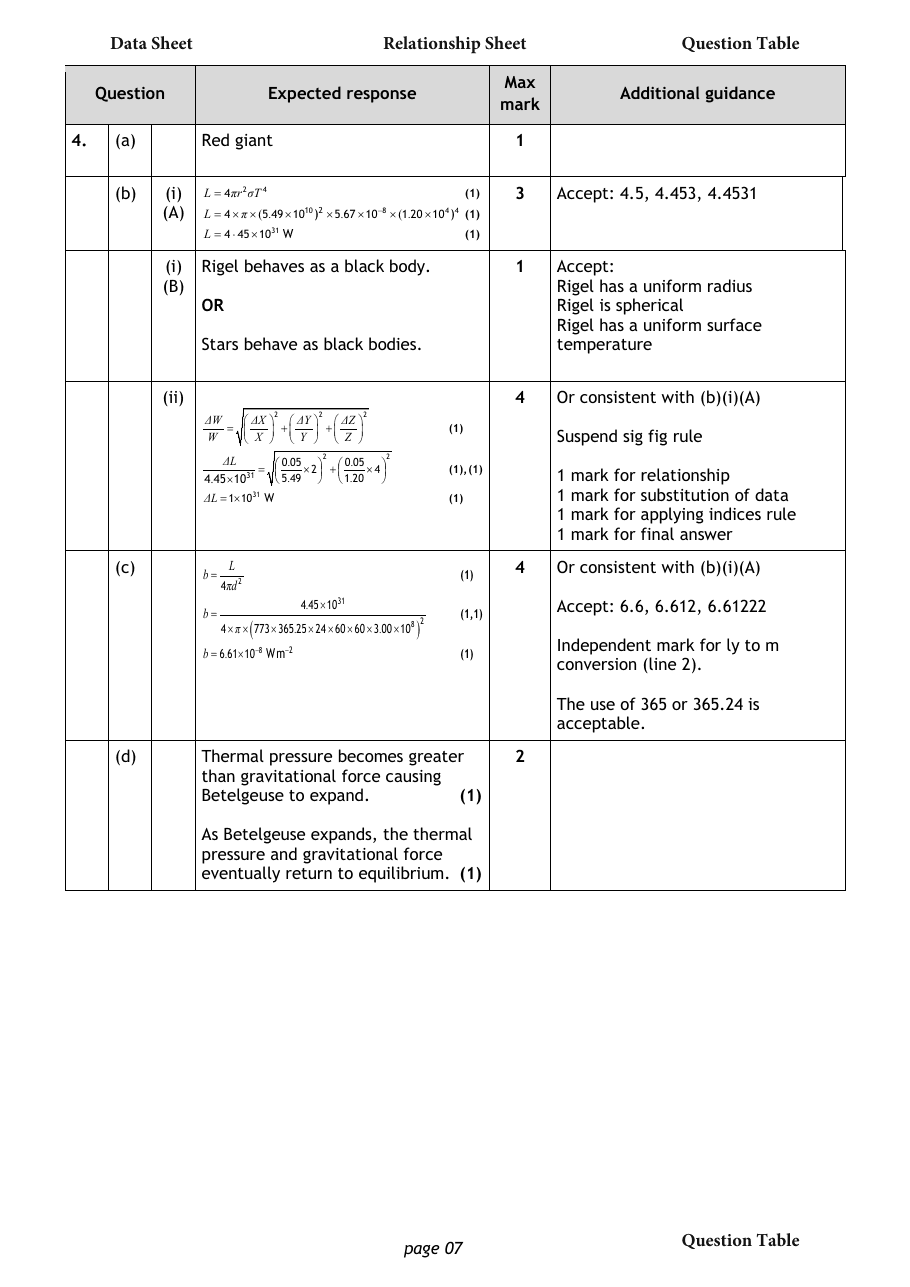 Data Sheet Relationship Sheet Question Table
Question Expected response Max mark Additional guidance
4. (a) Red giant 1
(b) (i) (A) L = 4πr²σT⁴ (1) 3 Accept: 4.5, 4.453, 4.4531
L = 4 × π × (5.49 × 10¹⁰)² × 5.67 × 10⁻⁸ × (1.20 × 10⁴)⁴ (1)
L = 4·45 × 10³¹ W (1)
(i) (B) Rigel behaves as a black body. 1 Accept:
Rigel has a uniform radius
OR Rigel is spherical
Rigel has a uniform surface
Stars behave as black bodies. temperature
(ii) 4 Or consistent with (b)(i)(A)
ΔW/W = √((ΔX/X)² + (ΔY/Y)² + (ΔZ/Z)²) (1)
Suspend sig fig rule
ΔL/4.45×10³¹ = √((0.05/5.49 × 2)² + (0.05/1.20 × 4)²) (1),(1)
1 mark for relationship
1 mark for substitution of data
ΔL = 1×10³¹ W (1)
1 mark for applying indices rule
1 mark for final answer
(c) b = L/4πd² (1) 4 Or consistent with (b)(i)(A)
b = 4.45×10³¹/4×π×(773×365.25×24×60×60×3.00×10⁸)² (1,1)
Accept: 6.6, 6.612, 6.61222
b = 6.61×10⁻⁸ Wm⁻² (1)
Independent mark for ly to m
conversion (line 2).
The use of 365 or 365.24 is
acceptable.
(d) Thermal pressure becomes greater 2
than gravitational force causing
Betelgeuse to expand. (1)
As Betelgeuse expands, the thermal
pressure and gravitational force
eventually return to equilibrium. (1)
page 07 Question Table